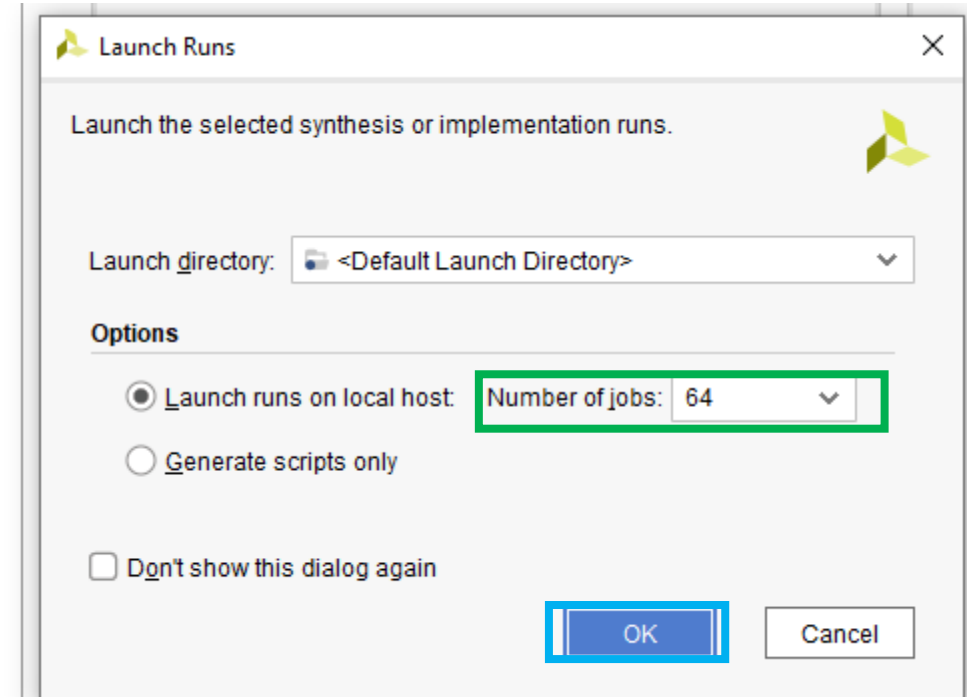 Launch Runs
Launch the selected synthesis or implementation runs.
Launch directory: <Default Launch Directory>
Options
Launch runs on local host: Number of jobs: 64
Generate scripts only
Don't show this dialog again
OK Cancel